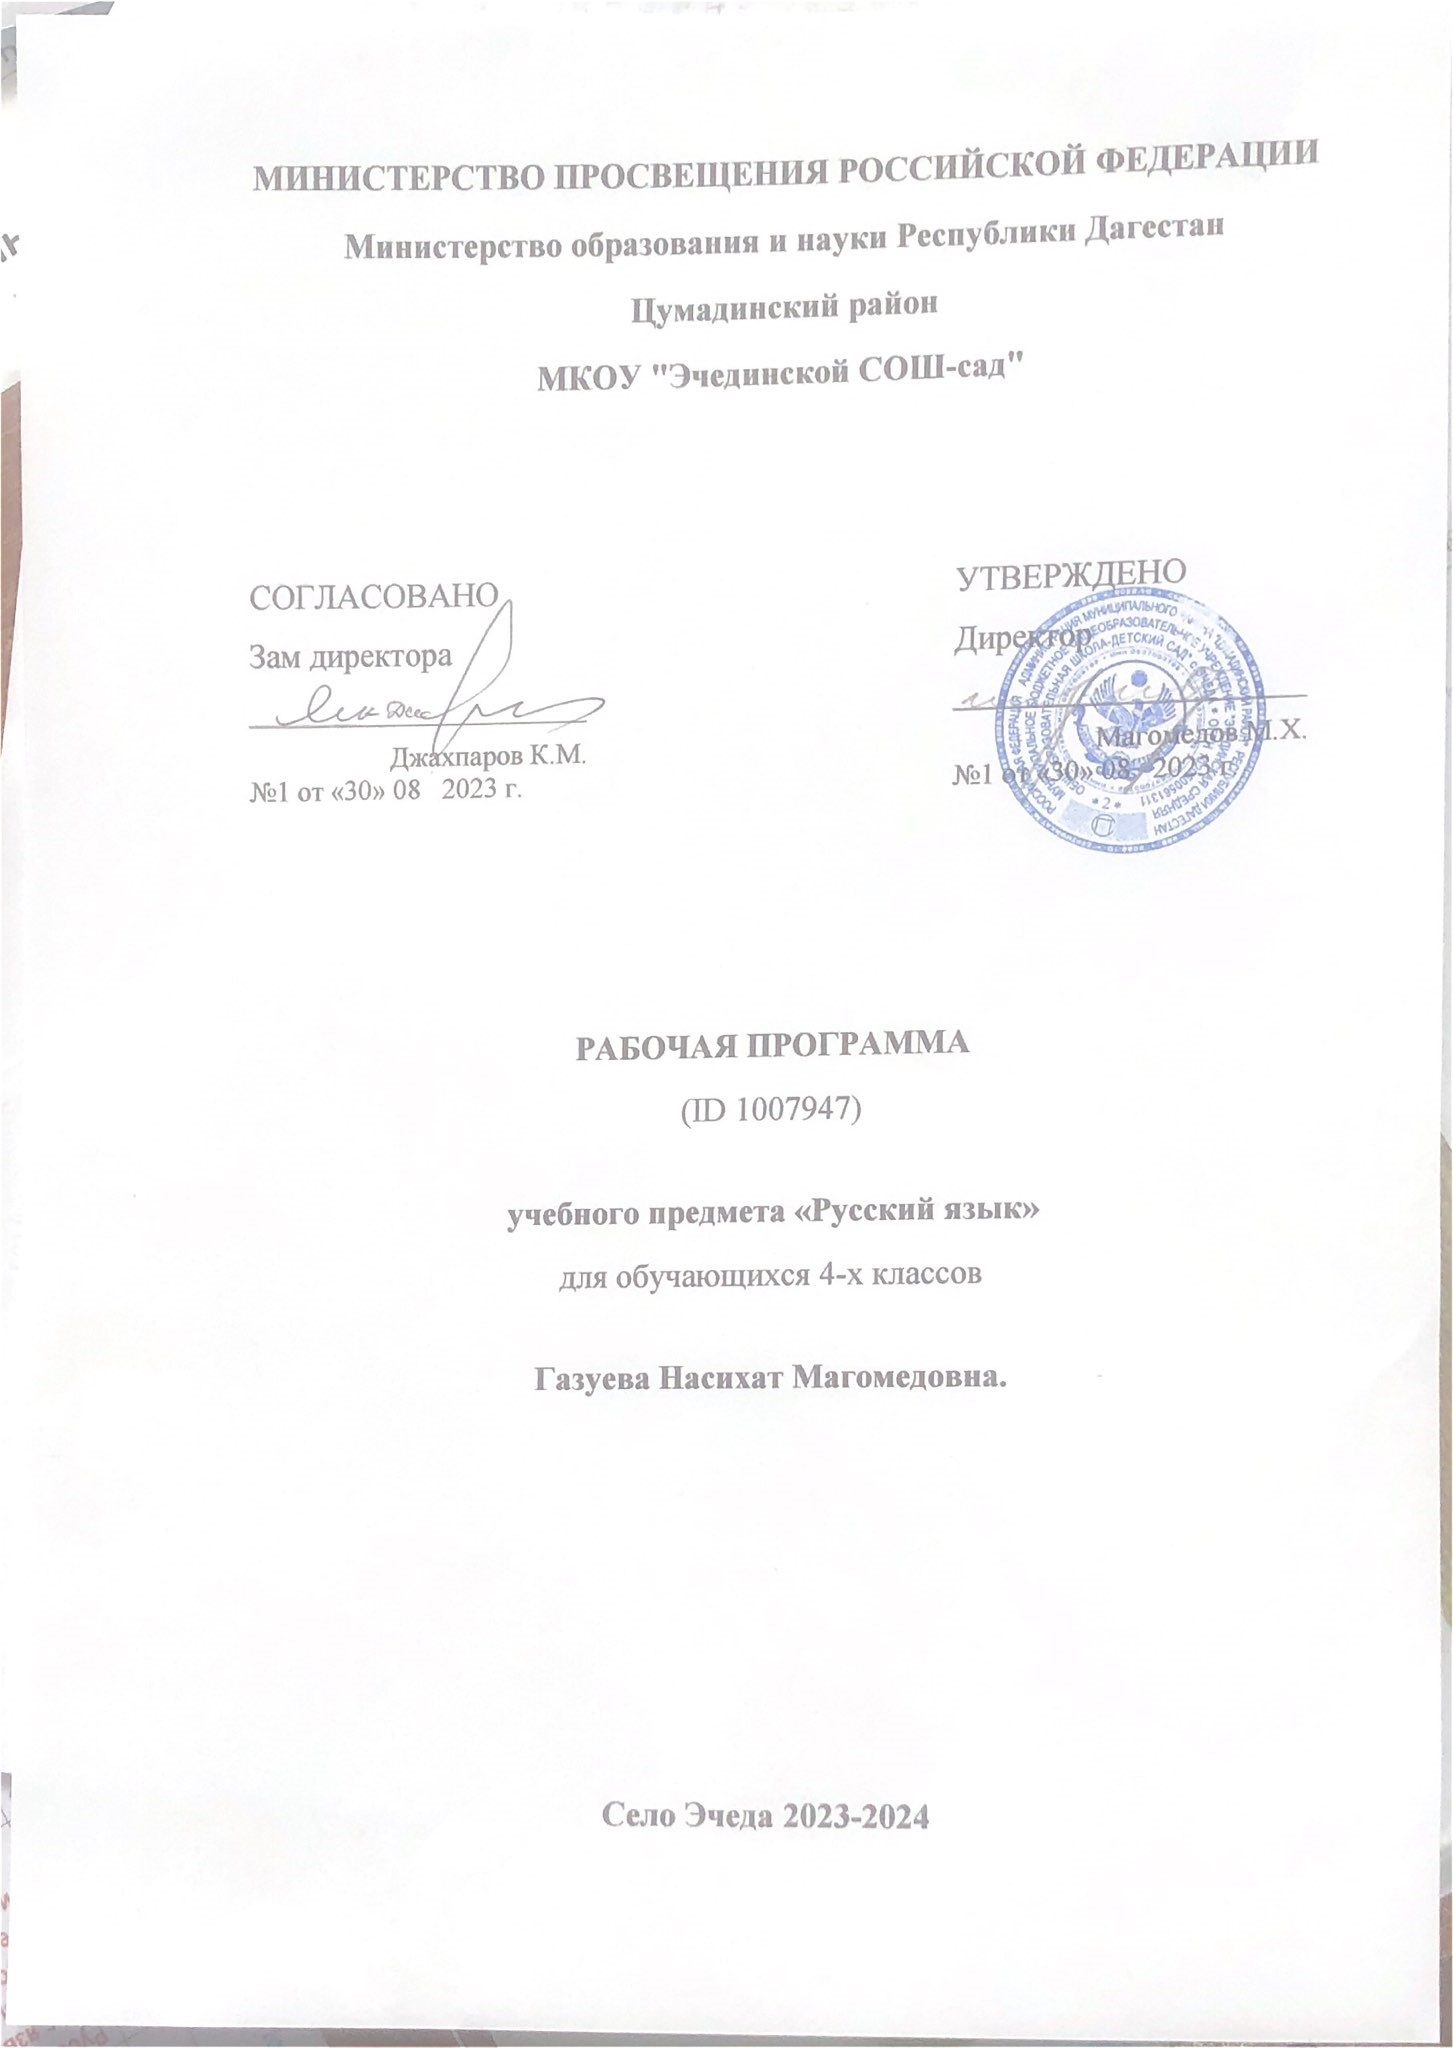 МИНИСТЕРСТВО ПРОСВЕЩЕНИЯ РОССИЙСКОЙ ФЕДЕРАЦИИ
Министерство образования и науки Республики Дагестан
Цумадинский район
МКОУ "Эчединской СОШ-сад"
СОГЛАСОВАНО
Зам директора
Джахпаров К.М.
№1 от «30» 08 2023 г.
УТВЕРЖДЕНО
Директор
Магомедов М.Х.
№1 от «30» 08 2023 г.
РАБОЧАЯ ПРОГРАММА
(ID 1007947)
учебного предмета «Русский язык»
для обучающихся 4-х классов
Газуева Насихат Магомедовна.
Село Эчеда 2023-2024